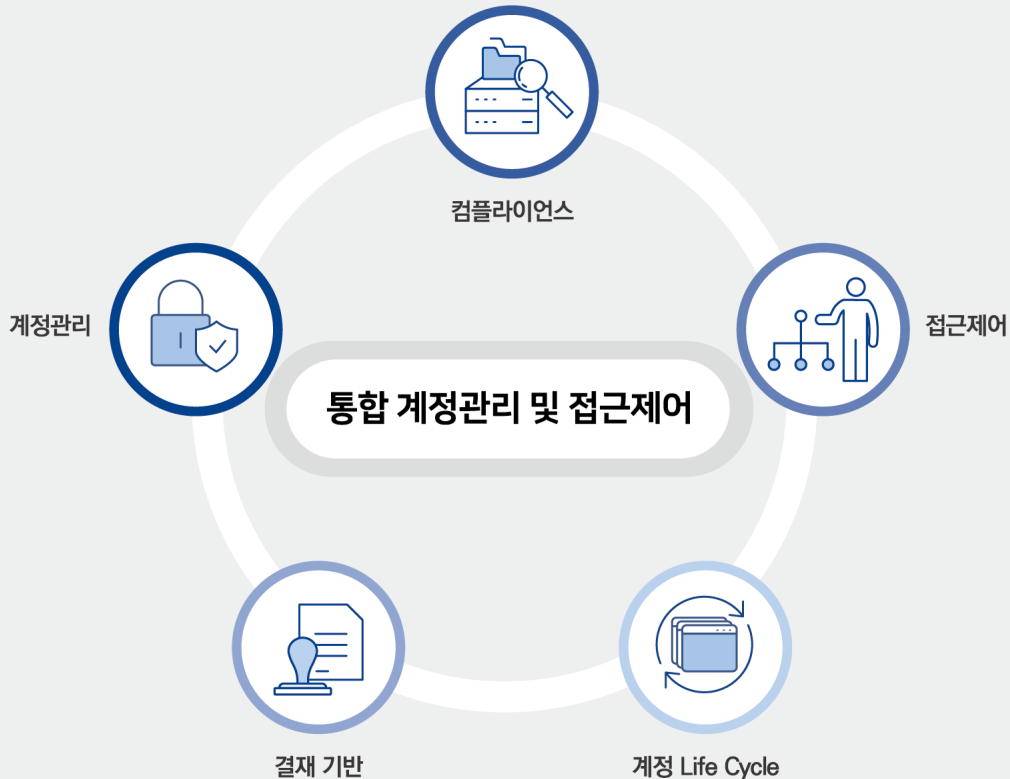 컴플라이언스
계정관리
접근제어
통합 계정관리 및 접근제어
결재 기반
계정 Life Cycle